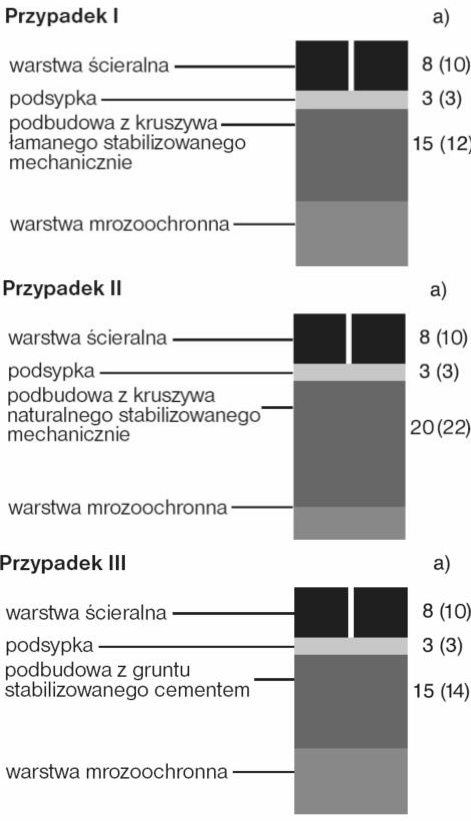 Przypadek I a)
warstwa ścieralna 8 (10)
podsypka 3 (3)
podbudowa z kruszywa
łamanego stabilizowanego 15 (12)
mechanicznie
warstwa mrozoochronna
Przypadek II a)
warstwa ścieralna 8 (10)
podsypka 3 (3)
podbudowa z kruszywa
naturalnego stabilizowanego 20 (22)
mechanicznie
warstwa mrozoochronna
Przypadek III a)
warstwa ścieralna 8 (10)
podsypka 3 (3)
podbudowa z gruntu
stabilizowanego cementem 15 (14)
warstwa mrozoochronna